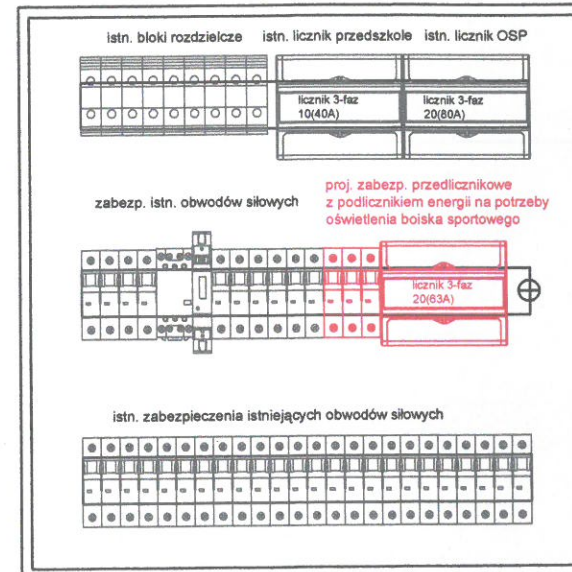 istn. bloki rozdzielcze
istn. licznik przedszkole
istn. licznik OSP
licznik 3-faz
10(40A)
licznik 3-faz
20(80A)
zabezp. istn. obwodów siłowych
proj. zabezp. przedlicznikowe
z podlicznikiem energii na potrzeby
oświetlenia boiska sportowego
licznik 3-faz
20(63A)
istn. zabezpieczenia istniejących obwodów siłowych